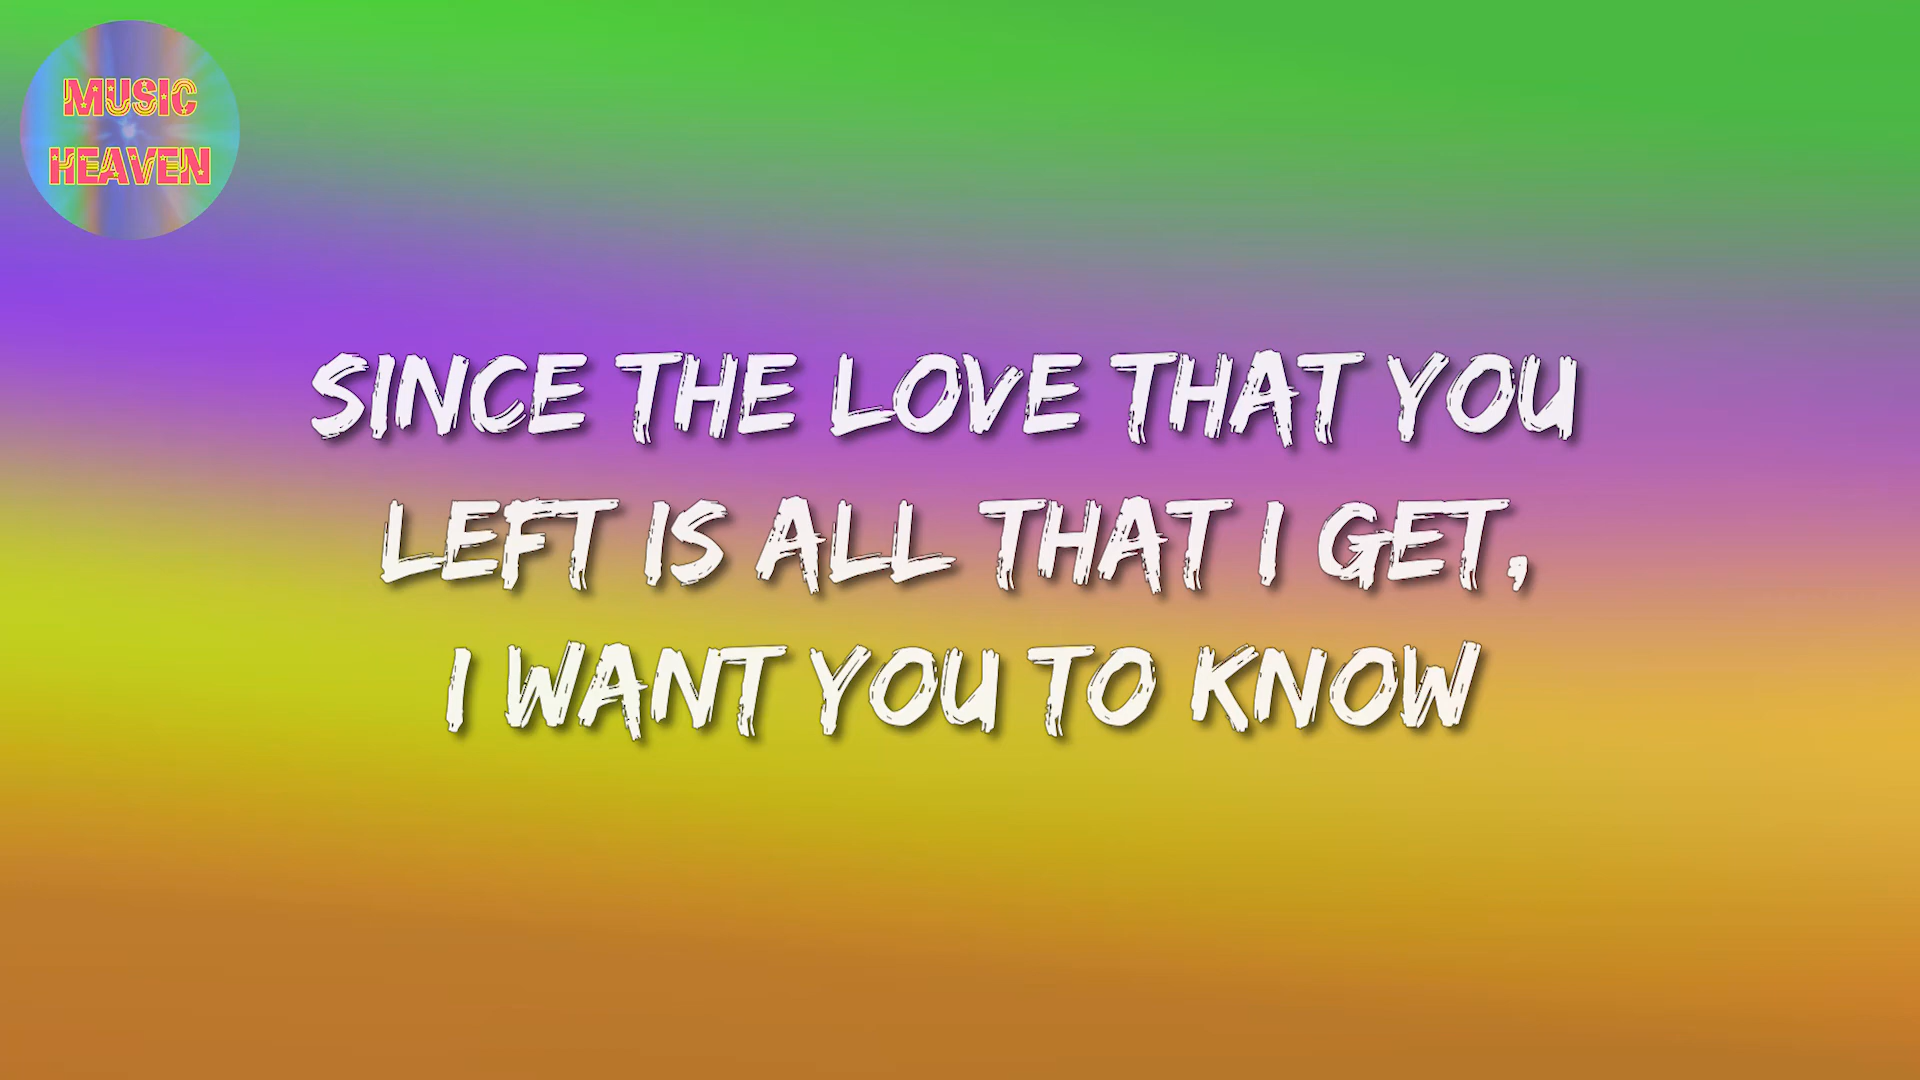 MUSIC
HEAVEN
SINCE THE LOVE THAT YOU
LEFT IS ALL THAT I GET,
I WANT YOU TO KNOW